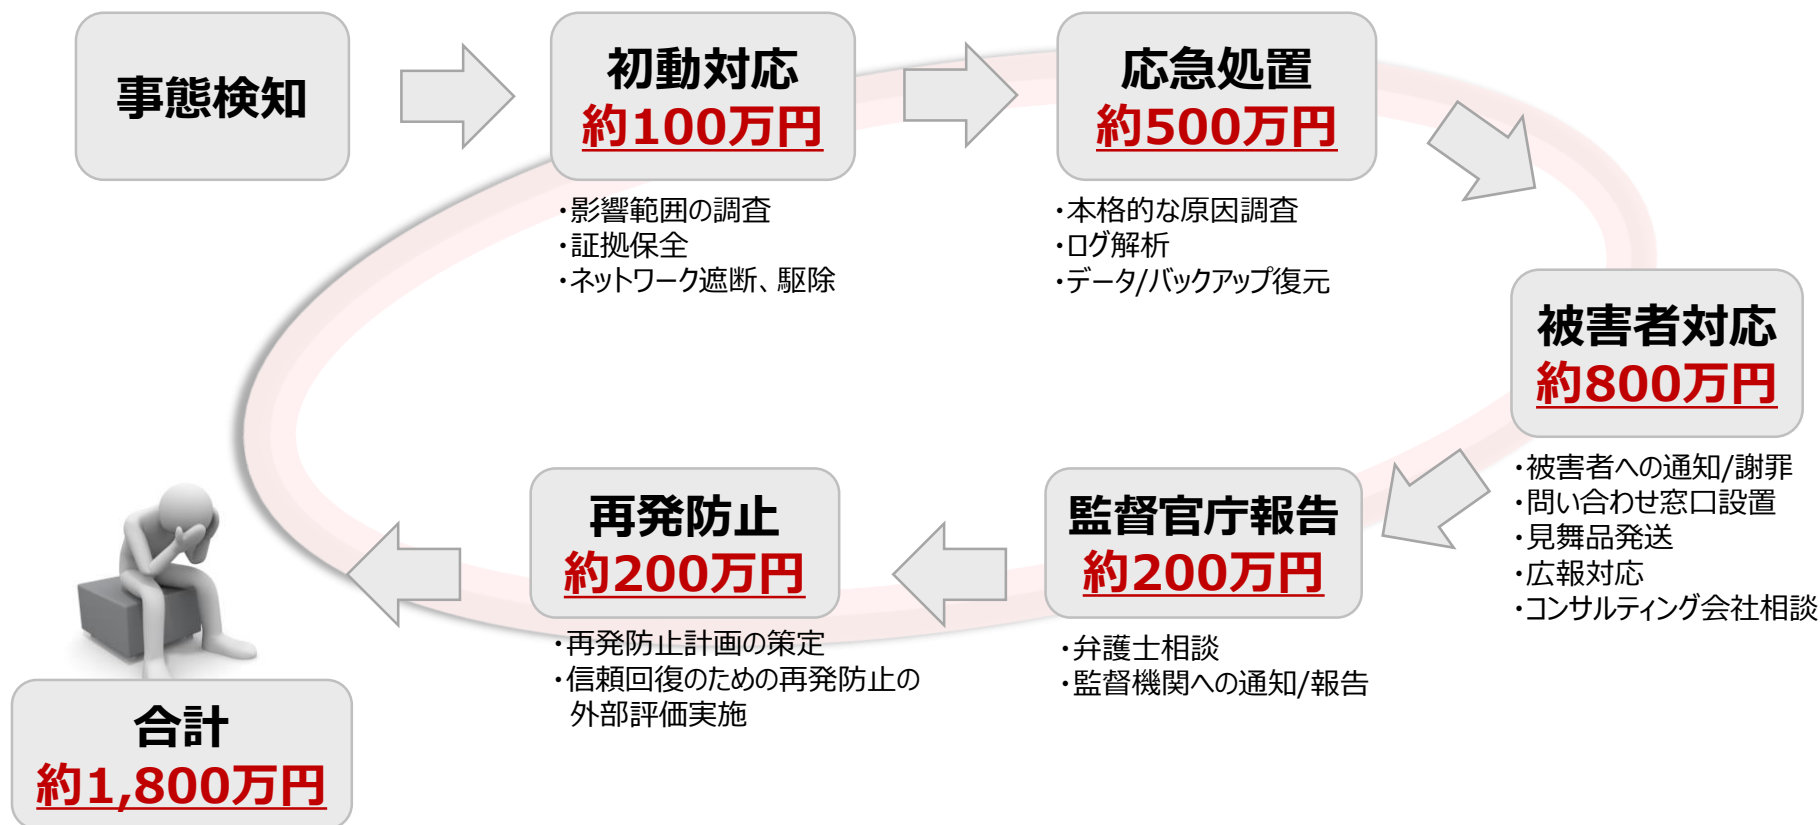 事態検知
初動対応
約100万円
・影響範囲の調査
・証拠保全
・ネットワーク遮断、駆除
応急処置
約500万円
・本格的な原因調査
・ログ解析
・データ/バックアップ復元
被害者対応
約800万円
・被害者への通知/謝罪
・問い合わせ窓口設置
・見舞品発送
・広報対応
・コンサルティング会社相談
監督官庁報告
約200万円
・弁護士相談
・監督機関への通知/報告
再発防止
約200万円
・再発防止計画の策定
・信頼回復のための再発防止の
外部評価実施
合計
約1,800万円